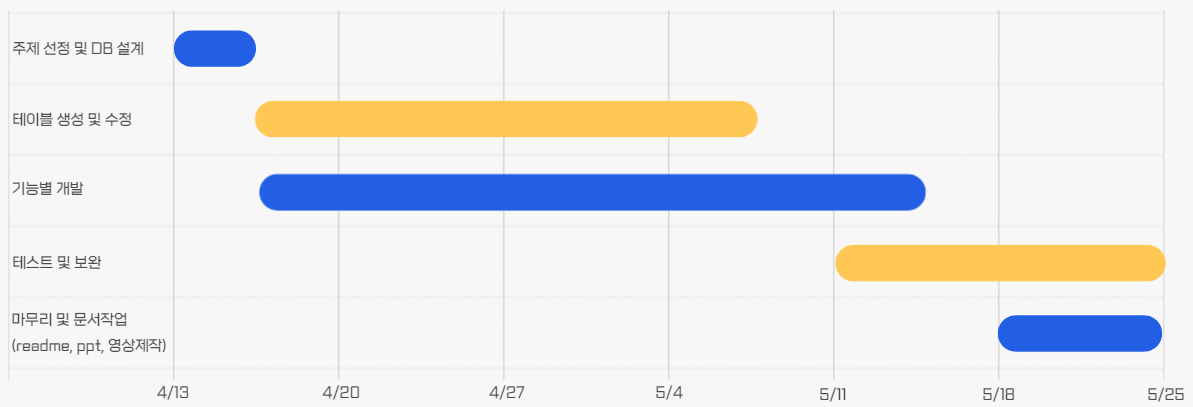 주제 선정 및 DB 설계
테이블 생성 및 수정
기능별 개발
테스트 및 보완
마무리 및 문서작업
(readme, ppt, 영상제작)
4/13 4/20 4/27 5/4 5/11 5/18 5/25